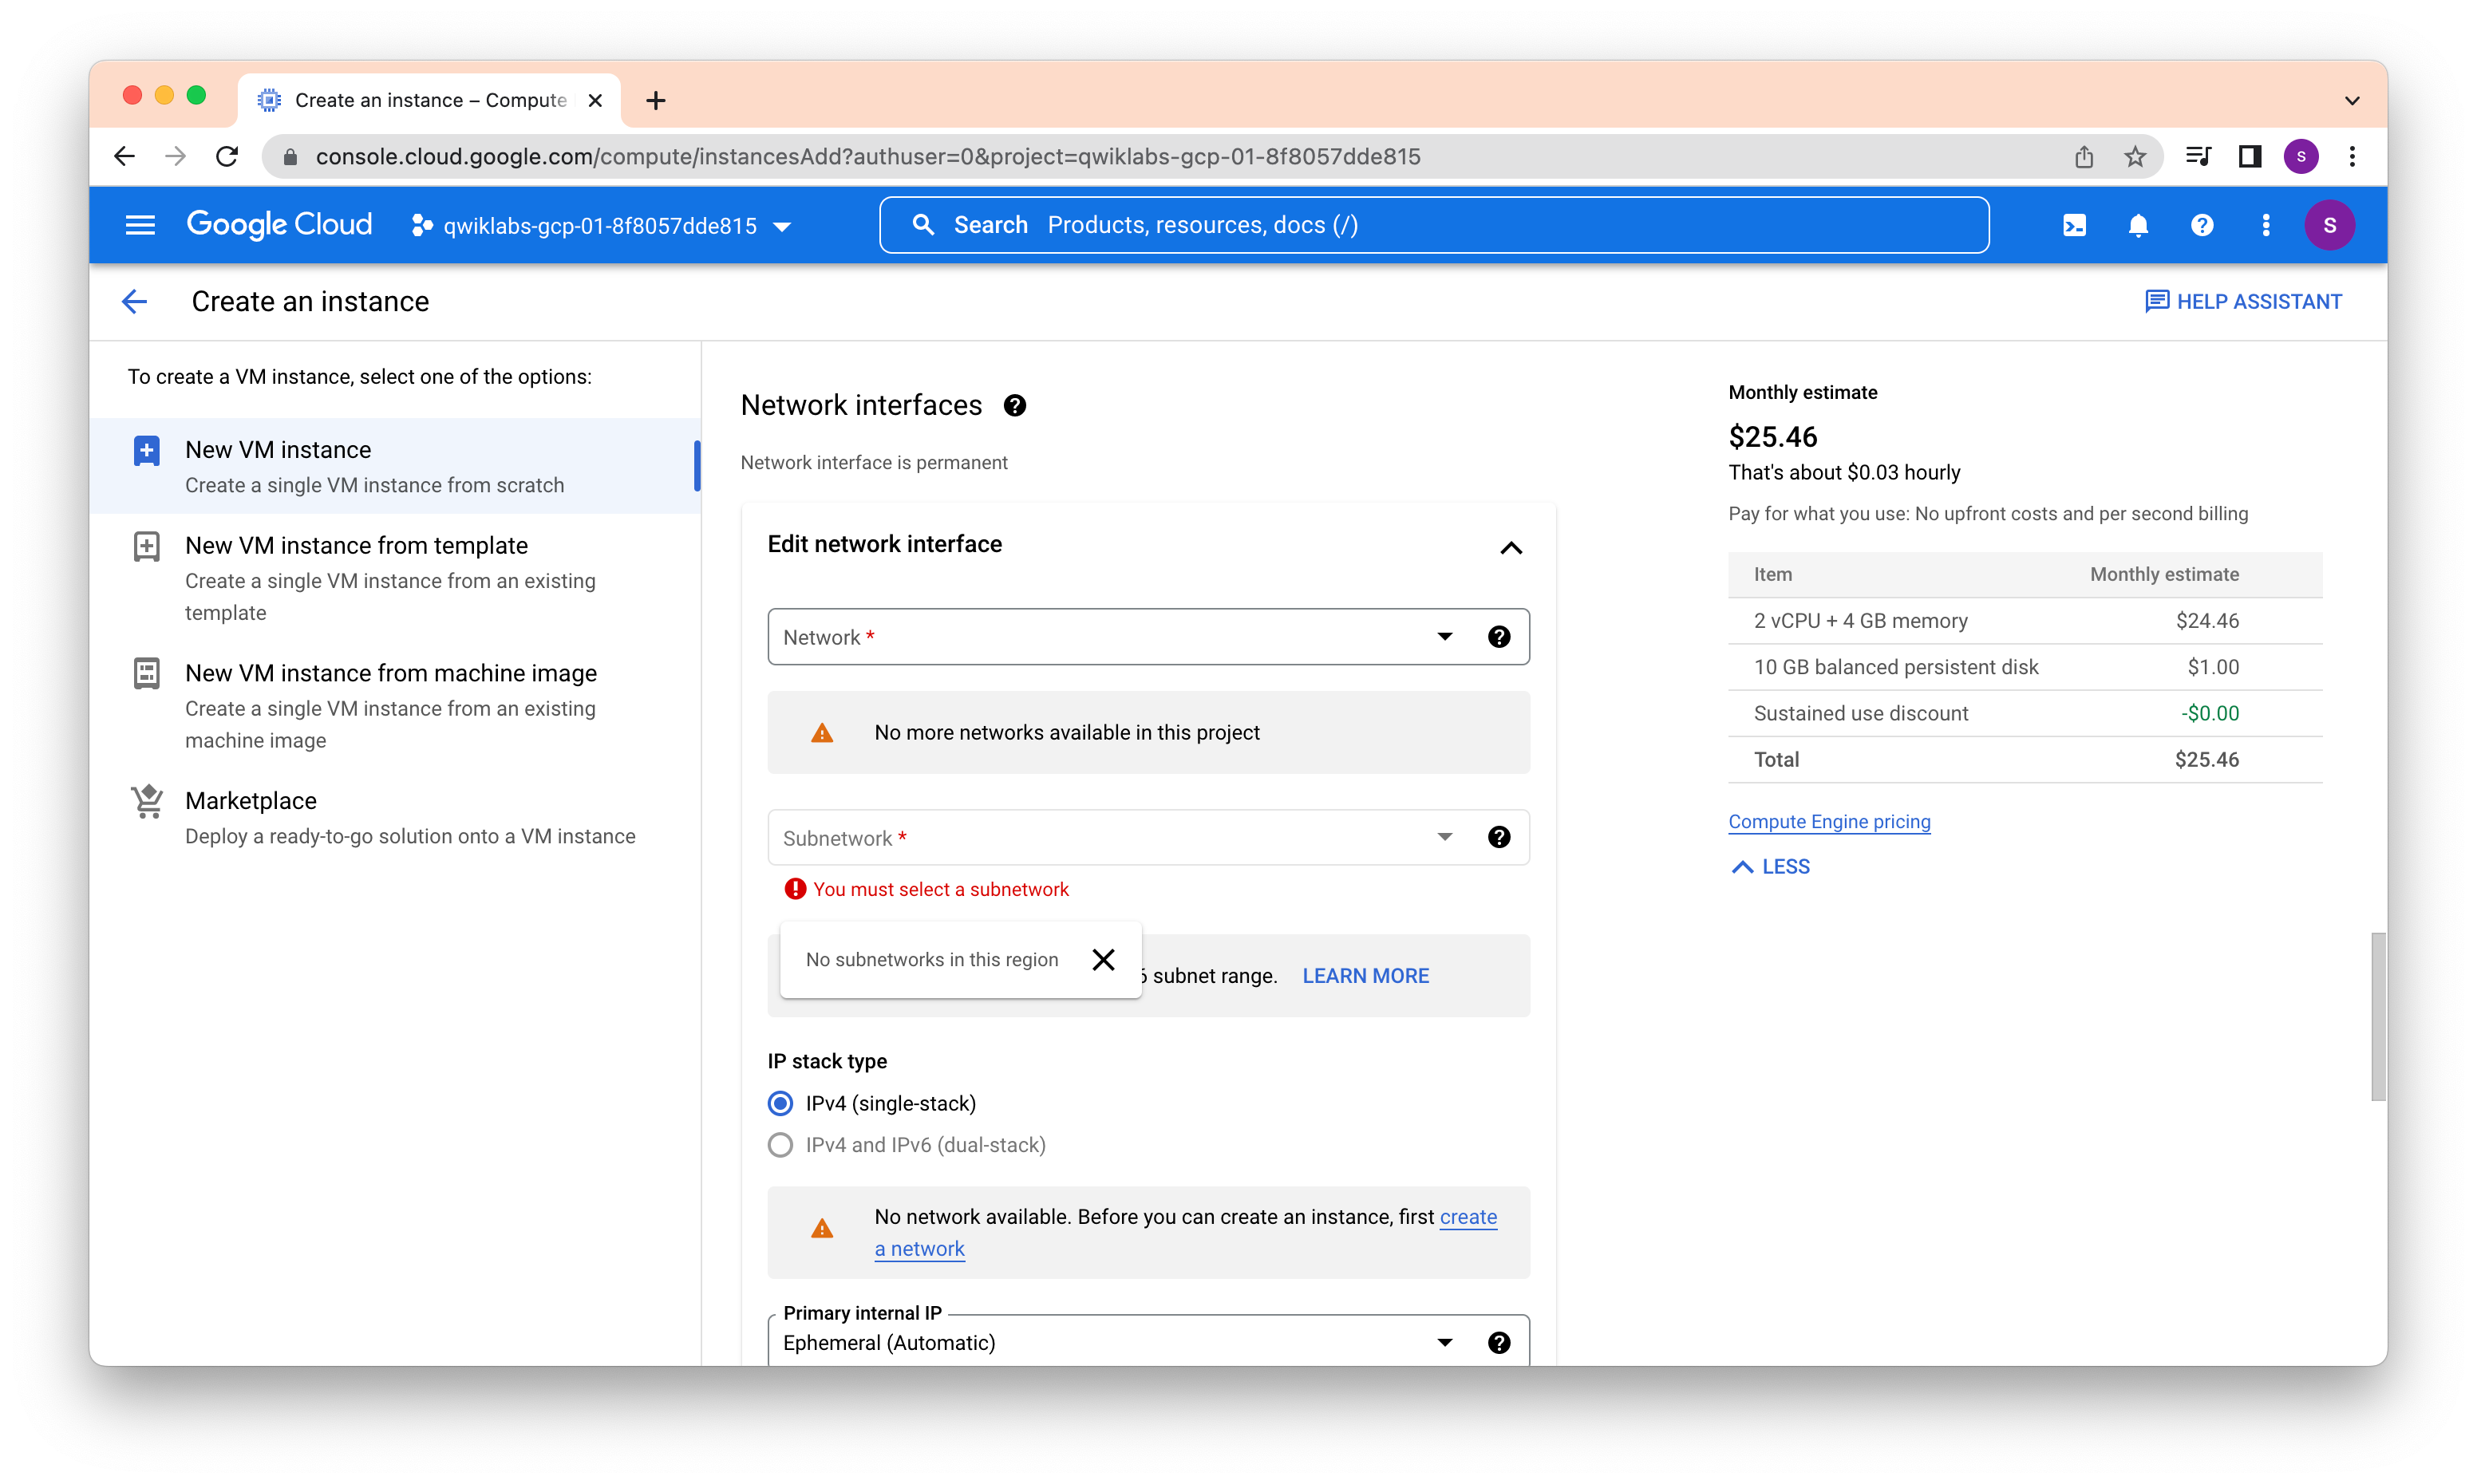 Create an instance – Compute
console.cloud.google.com/compute/instancesAdd?authuser=0&project=qwiklabs-gcp-01-8f8057dde815
S
Google Cloud
qwiklabs-gcp-01-8f8057dde815
Search Products, resources, docs (/)
S
Create an instance
HELP ASSISTANT
To create a VM instance, select one of the options:
New VM instance
Create a single VM instance from scratch
New VM instance from template
Create a single VM instance from an existing
template
New VM instance from machine image
Create a single VM instance from an existing
machine image
Marketplace
Deploy a ready-to-go solution onto a VM instance
Network interfaces
Network interface is permanent
Edit network interface
Network *
No more networks available in this project
Subnetwork *
You must select a subnetwork
No subnetworks in this region
subnet range. LEARN MORE
IP stack type
IPv4 (single-stack)
IPv4 and IPv6 (dual-stack)
No network available. Before you can create an instance, first create
a network
Primary internal IP
Ephemeral (Automatic)
Monthly estimate
$25.46
That's about $0.03 hourly
Pay for what you use: No upfront costs and per second billing
Item Monthly estimate
2 vCPU + 4 GB memory $24.46
10 GB balanced persistent disk $1.00
Sustained use discount -$0.00
Total $25.46
Compute Engine pricing
LESS